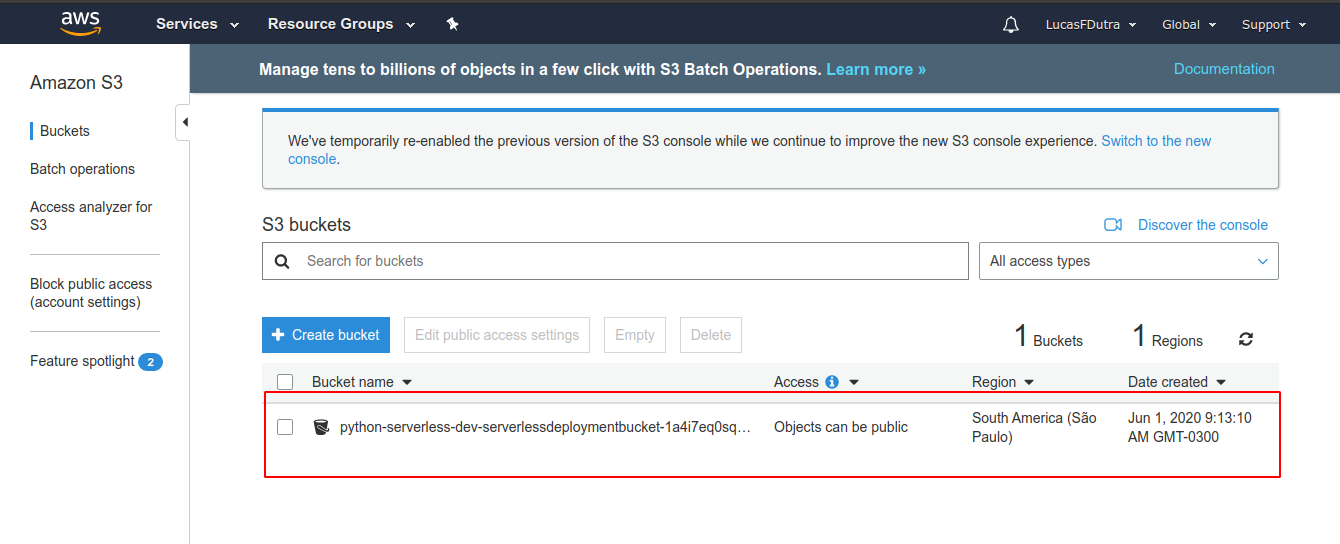 aws Services Resource Groups LucasFDutra Global Support
Amazon S3
Buckets
Batch operations
Access analyzer for
S3
Block public access
(account settings)
Feature spotlight 2
Manage tens to billions of objects in a few click with S3 Batch Operations. Learn more » Documentation
We've temporarily re-enabled the previous version of the S3 console while we continue to improve the new S3 console experience. Switch to the new
console.
S3 buckets Discover the console
Search for buckets All access types
Create bucket Edit public access settings Empty Delete 1 Buckets 1 Regions
Bucket name Access Region Date created
python-serverless-dev-serverlessdeploymentbucket-1a4i7eq0sq... Objects can be public South America (São
Paulo) Jun 1, 2020 9:13:10
AM GMT-0300